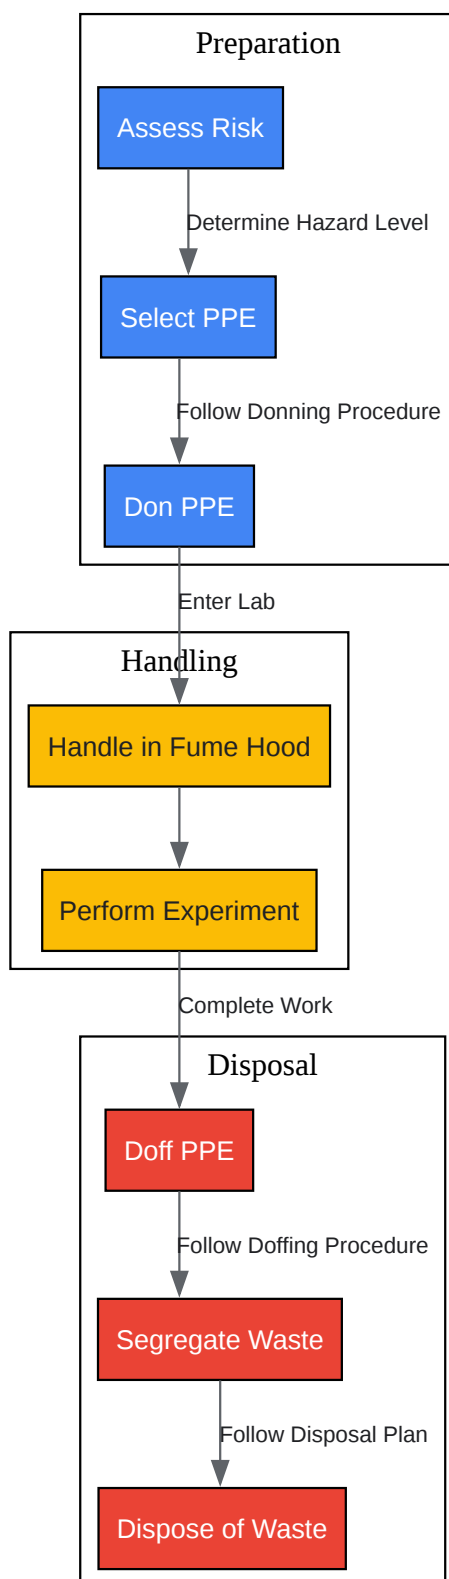 Preparation
Assess Risk
Determine Hazard Level
Select PPE
Follow Donning Procedure
Don PPE
Enter Lab
Handling
Handle in Fume Hood
Perform Experiment
Complete Work
Disposal
Doff PPE
Follow Doffing Procedure
Segregate Waste
Follow Disposal Plan
Dispose of Waste